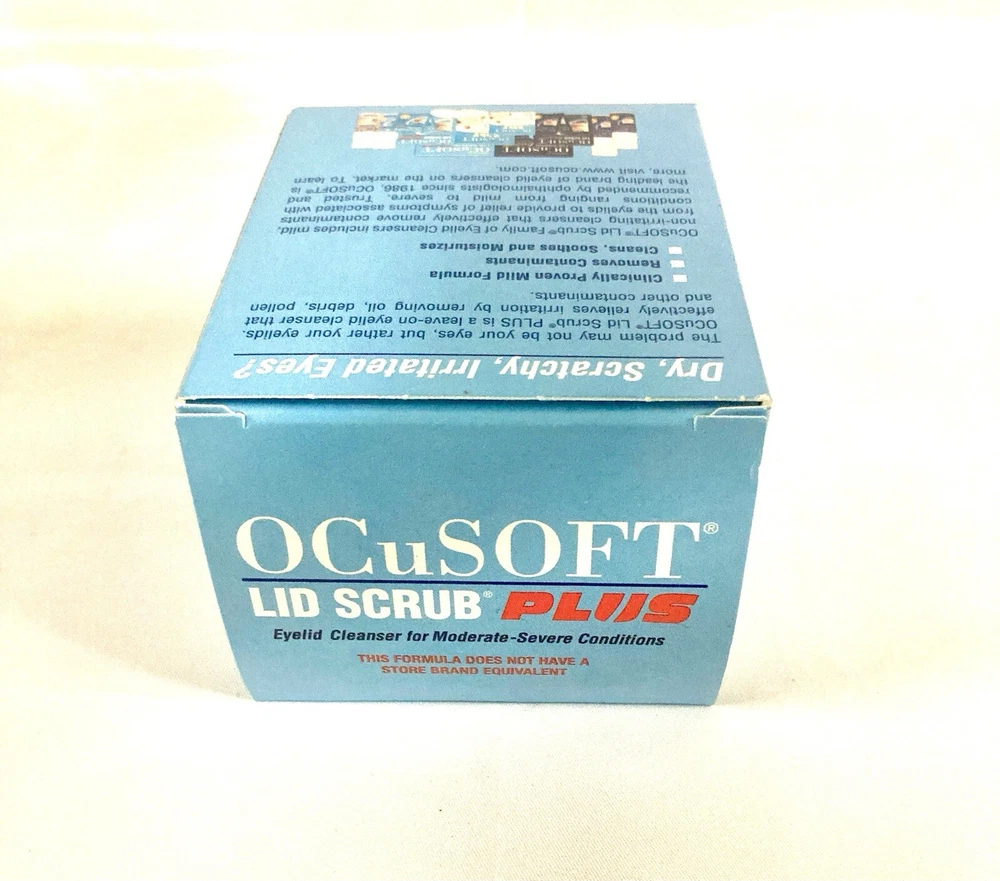 OCuSOFT®
LID SCRUB® PLUS
Eyelid Cleanser for Moderate-Severe Conditions
THIS FORMULA DOES NOT HAVE A
STORE BRAND EQUIVALENT
Dry, Scratchy, Irritated Eyes?
The problem may not be your eyes, but rather your eyelids.
OCuSOFT® Lid Scrub® PLUS is a leave-on eyelid cleanser that
effectively relieves irritation by removing oil, debris, pollen
and other contaminants.
Clinically Proven Mild Formula
Removes Contaminants
Cleans, Soothes and Moisturizes
OCuSOFT® Lid Scrub® Family of Eyelid Cleansers includes mild,
non-irritating cleansers that effectively remove contaminants
from the eyelids to provide relief of symptoms associated with
conditions ranging from mild to severe. Trusted and
recommended by ophthalmologists since 1986, OCuSOFT® is
the leading brand of eyelid cleansers on the market. To learn
more, visit www.ocusoft.com.
OCuSOFT
OCuSOFT